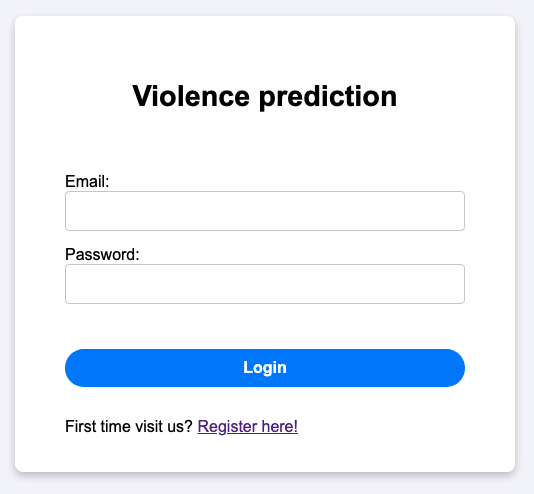 Violence prediction
Email:
Password:
Login
First time visit us? Register here!